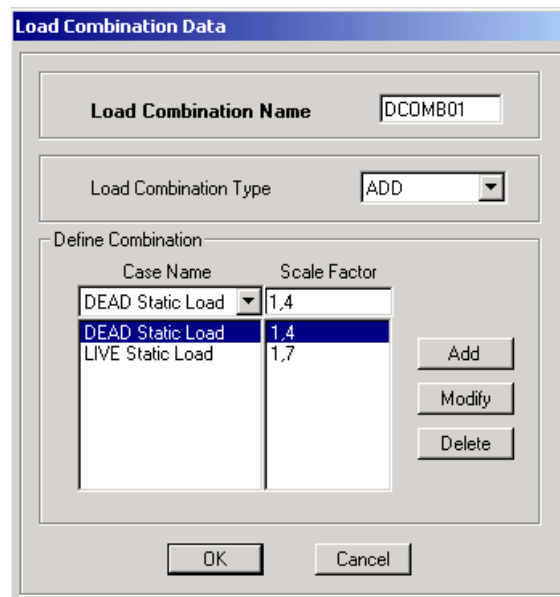 Load Combination Data
Load Combination Name DCOMB01
Load Combination Type ADD
Define Combination
Case Name Scale Factor
DEAD Static Load 1,4
DEAD Static Load 1,4
LIVE Static Load 1,7
Add
Modify
Delete
OK Cancel